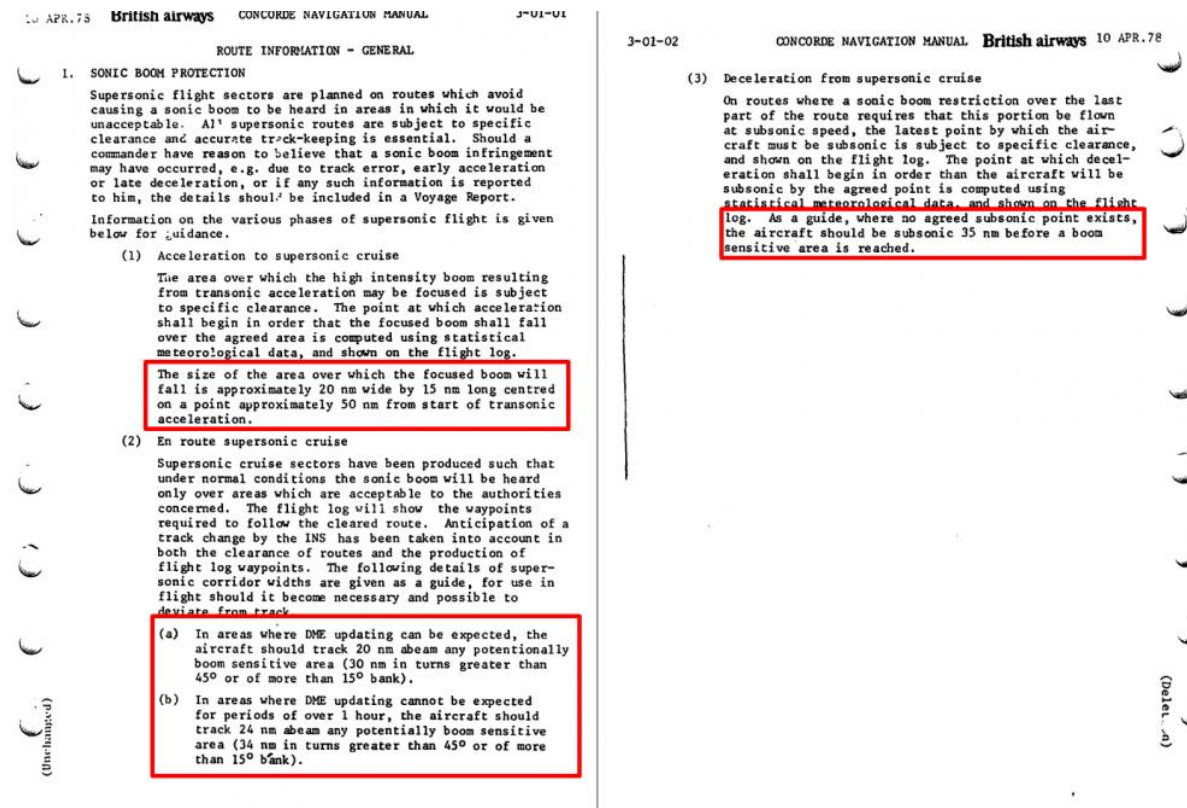 10 APR.78 British airways CONCORDE NAVIGATION MANUAL 3-01-01
ROUTE INFORMATION - GENERAL
1. SONIC BOOM PROTECTION
Supersonic flight sectors are planned on routes which avoid
causing a sonic boom to be heard in areas in which it would be
unacceptable. All supersonic routes are subject to specific
clearance and accurate track-keeping is essential. Should a
commander have reason to believe that a sonic boom infringement
may have occurred, e.g. due to track error, early acceleration
or late deceleration, or if any such information is reported
to him, the details should be included in a Voyage Report.
Information on the various phases of supersonic flight is given
below for guidance.
(1) Acceleration to supersonic cruise
The area over which the high intensity boom resulting
from transonic acceleration may be focused is subject
to specific clearance. The point at which acceleration
shall begin in order that the focused boom shall fall
over the agreed area is computed using statistical
meteorological data, and shown on the flight log.
The size of the area over which the focused boom will
fall is approximately 20 nm wide by 15 nm long centred
on a point approximately 50 nm from start of transonic
acceleration.
(2) En route supersonic cruise
Supersonic cruise sectors have been produced such that
under normal conditions the sonic boom will be heard
only over areas which are acceptable to the authorities
concerned. The flight log will show the waypoints
required to follow the cleared route. Anticipation of a
track change by the INS has been taken into account in
both the clearance of routes and the production of
flight log waypoints. The following details of super-
sonic corridor widths are given as a guide, for use in
flight should it become necessary and possible to
deviate from track.
(a) In areas where DME updating can be expected, the
aircraft should track 20 nm abeam any potentionally
boom sensitive area (30 nm in turns greater than
45º or of more than 15º bank).
(b) In areas where DME updating cannot be expected
for periods of over 1 hour, the aircraft should
track 24 nm abeam any potentially boom sensitive
area (34 nm in turns greater than 45º or of more
than 15º bank).
(Unchanged)
3-01-02 CONCORDE NAVIGATION MANUAL British airways 10 APR.78
(3) Deceleration from supersonic cruise
On routes where a sonic boom restriction over the last
part of the route requires that this portion be flown
at subsonic speed, the latest point by which the air-
craft must be subsonic is subject to specific clearance,
and shown on the flight log. The point at which decel-
eration shall begin in order than the aircraft will be
subsonic by the agreed point is computed using
statistical meteorological data, and shown on the flight
log. As a guide, where no agreed subsonic point exists,
the aircraft should be subsonic 35 nm before a boom
sensitive area is reached.
(Deletion)